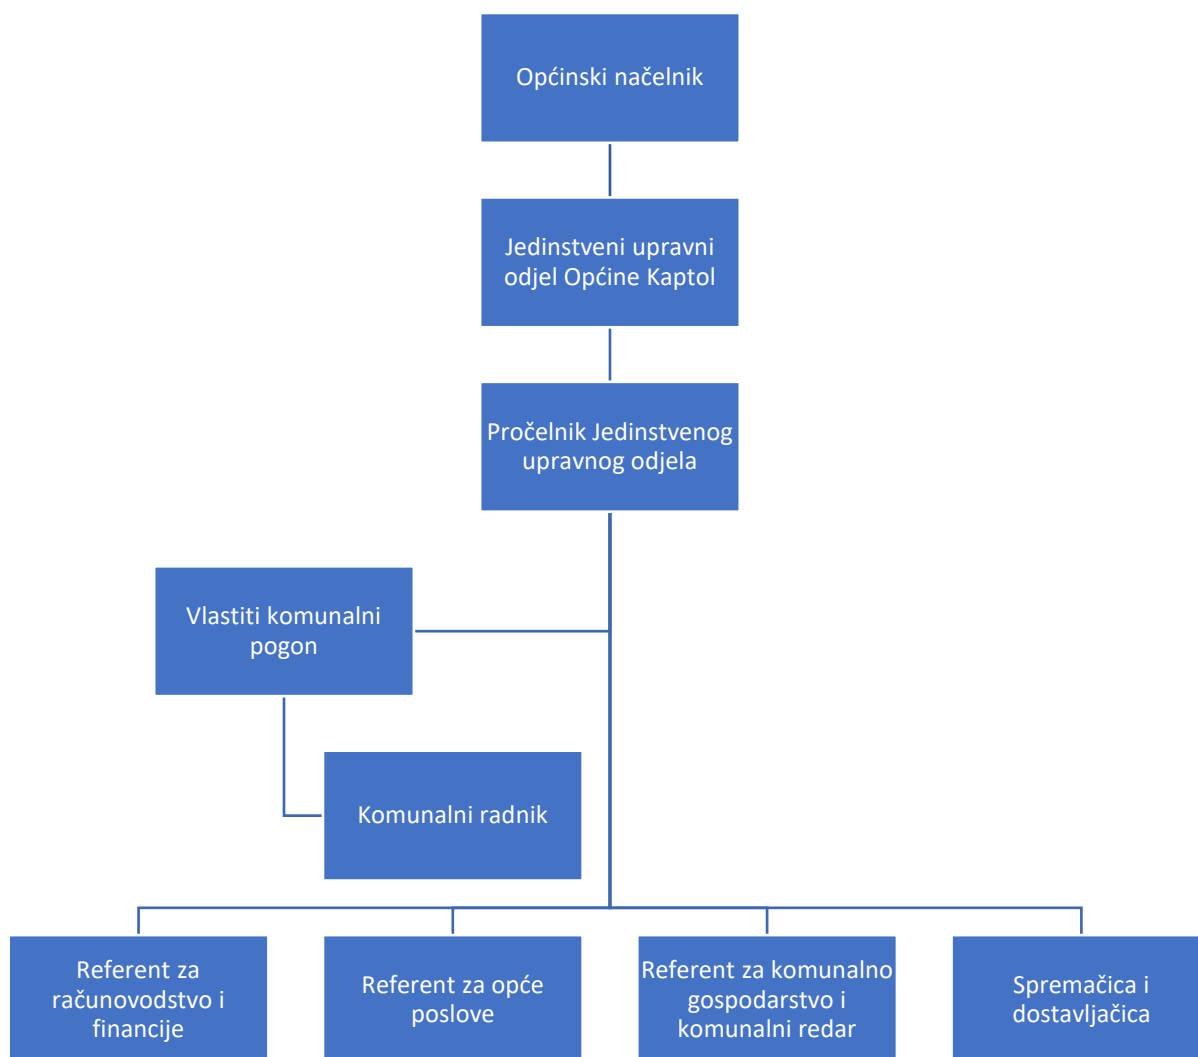 Općinski načelnik
Jedinstveni upravni
odjel Općine Kaptol
Pročelnik Jedinstvenog
upravnog odjela
Vlastiti komunalni
pogon
Komunalni radnik
Referent za
računovodstvo i
financije
Referent za opće
poslove
Referent za komunalno
gospodarstvo i
komunalni redar
Spremačica i
dostavljačica